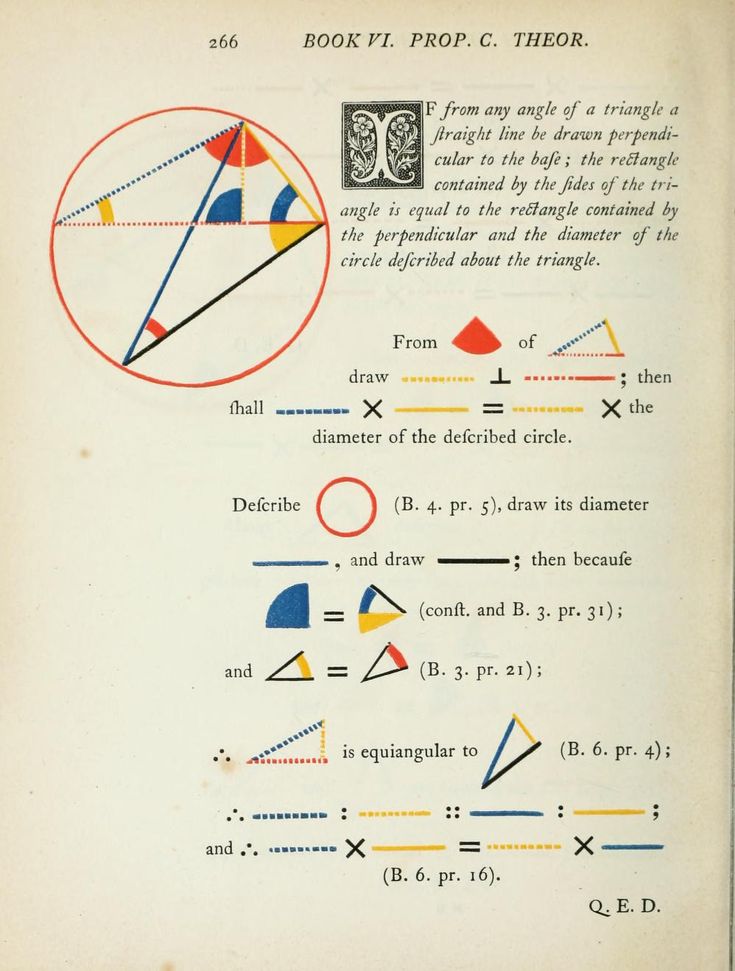 266 BOOK VI. PROP. C. THEOR.
IF from any angle of a triangle a
ſtraight line be drawn perpendi-
cular to the baſe ; the rectangle
contained by the ſides of the tri-
angle is equal to the rectangle contained by
the perpendicular and the diameter of the
circle deſcribed about the triangle.
From of
draw ⊥ ; then
ſhall × = × the
diameter of the deſcribed circle.
Deſcribe (B. 4. pr. 5), draw its diameter
, and draw ; then becauſe
= (conſt. and B. 3. pr. 31) ;
and = (B. 3. pr. 21) ;
∴ is equiangular to (B. 6. pr. 4) ;
∴ : :: : ;
and ∴ × = ×
(B. 6. pr. 16).
Q. E. D.